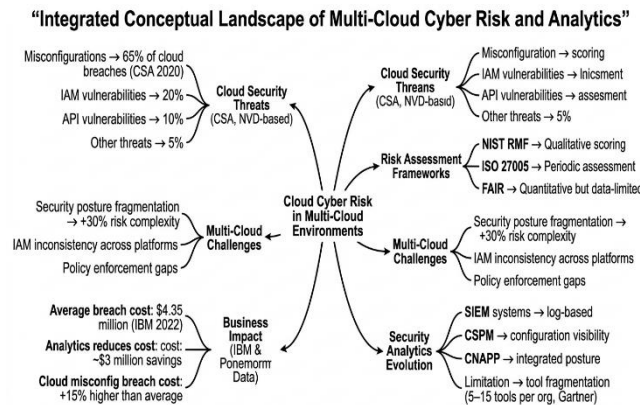 “Integrated Conceptual Landscape of Multi-Cloud Cyber Risk and Analytics”
Misconfigurations → 65% of cloud
breaches (CSA 2020)
IAM vulnerabilities → 20%
API vulnerabilities → 10%
Other threats → 5%
Cloud Security
Threats
(CSA, NVD-based)
Security posture fragmentation
→ +30% risk complexity
IAM inconsistency across platforms
Policy enforcement gaps
Multi-Cloud
Challenges
Average breach cost: $4.35
million (IBM 2022)
Analytics reduces cost: cost:
~$3 million savings
Cloud misconfig breach cost:
+15% higher than average
Business
Impact
(IBM &
Ponemorm
Data)
Cloud Cyber Risk
in Multi-Cloud
Environments
Cloud Security
Threans
(CSA, NVD-basid)
Misconfiguration → scoring
IAM vulnerabilities → lnicsment
API vulnerabilities → assesment
Other threats → 5%
Risk Assessment
Frameworks
NIST RMF → Qualitative scoring
ISO 27005 → Periodic assessment
FAIR → Quantitative but data-limited
Multi-Cloud
Challenges
Security posture fragmentation
→ +30% risk complexity
IAM inconsistency across platforms
Policy enforcement gaps
Security
Analytics
Evolution
SIEM systems → log-based
CSPM → configuration visibility
CNAPP → integrated posture
Limitation → tool fragmentation
(5–15 tools per org, Gartner)